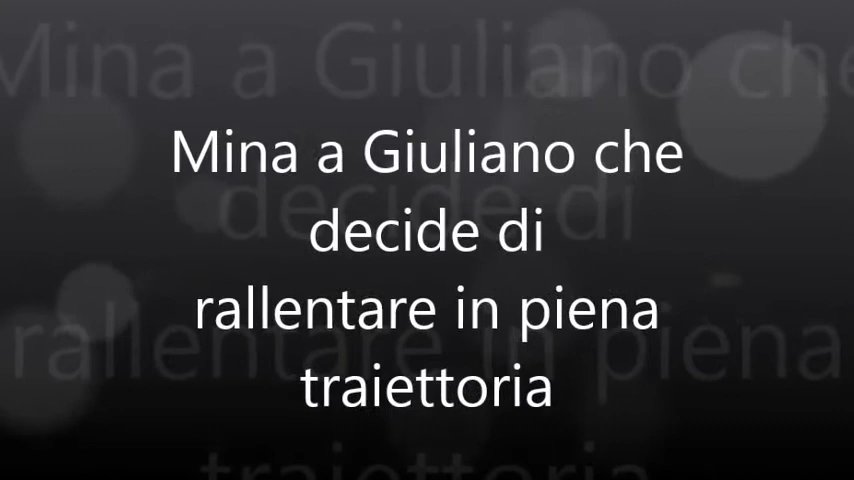 Mina a Giuliano che
decide di
rallentare in piena
traiettoria